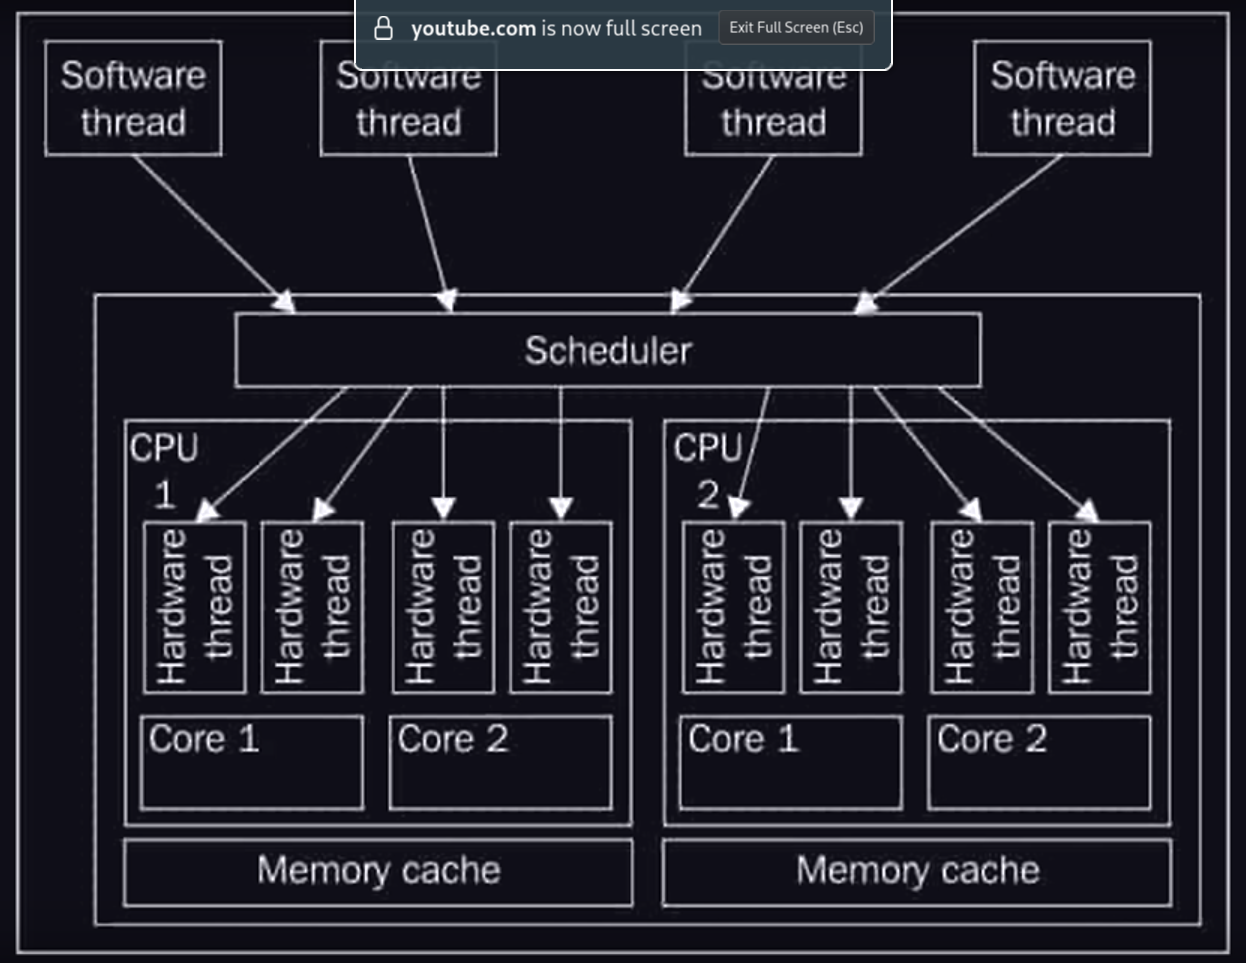 youtube.com is now full screen
Exit Full Screen (Esc)
Software
thread
Software
thread
Software
thread
Software
thread
Scheduler
CPU
1
Hardware
thread
Hardware
thread
Hardware
thread
Hardware
thread
Core 1
Core 2
CPU
2
Hardware
thread
Hardware
thread
Hardware
thread
Hardware
thread
Core 1
Core 2
Memory cache
Memory cache